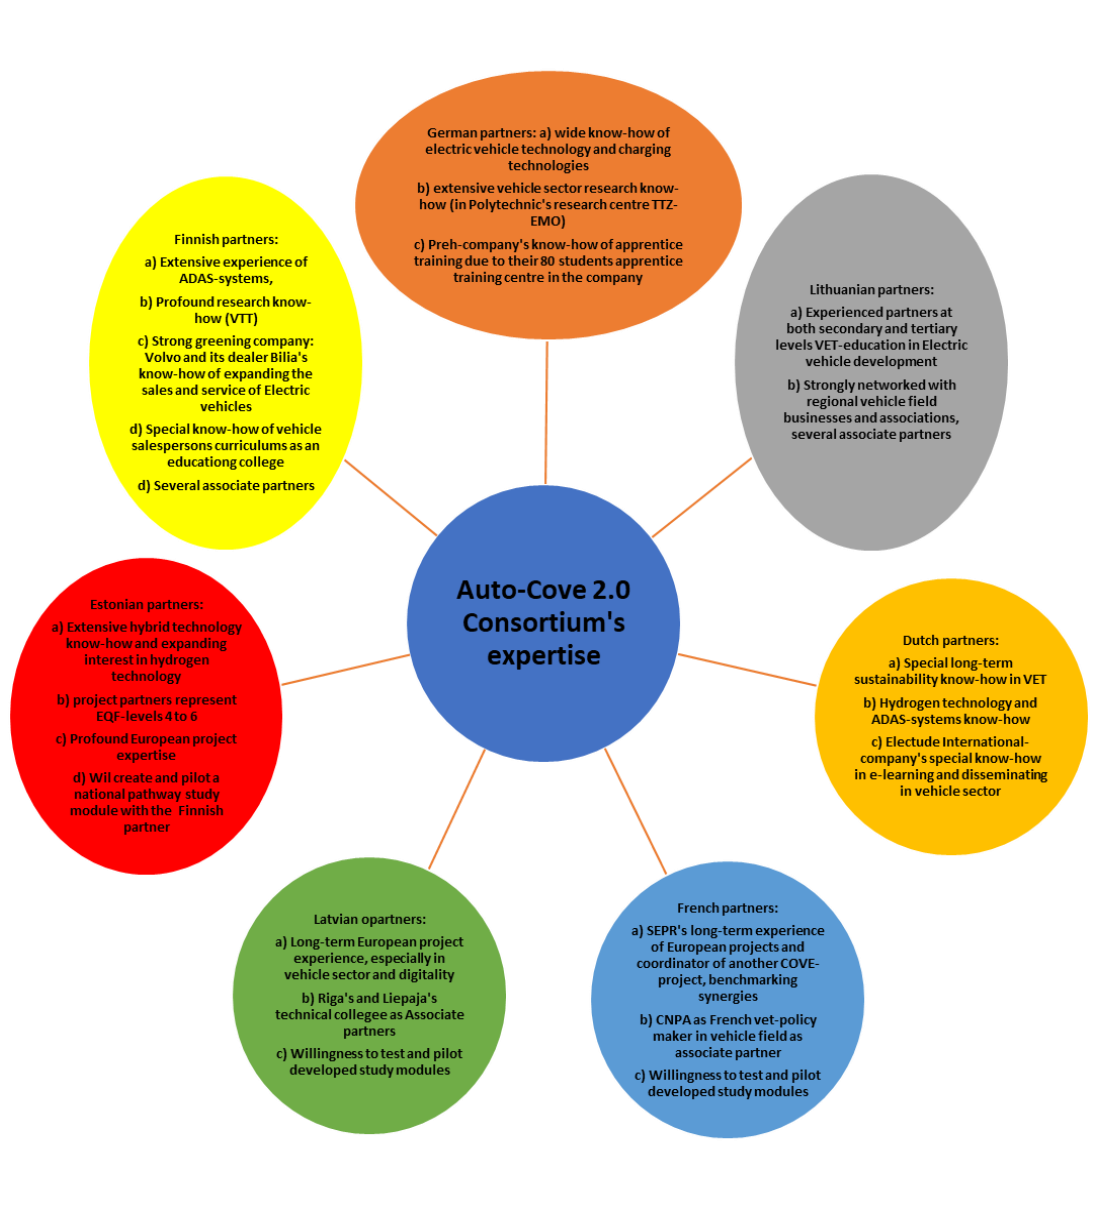 German partners: a) wide know-how of
electric vehicle technology and charging
technologies
b) extensive vehicle sector research know-
how (in Polytechnic's research centre TTZ-
EMO)
c) Preh-company's know-how of apprentice
training due to their 80 students apprentice
training centre in the company
Lithuanian partners:
a) Experienced partners at
both secondary and tertiary
levels VET-education in Electric
vehicle development
b) Strongly networked with
regional vehicle field
businesses and associations,
several associate partners
Dutch partners:
a) Special long-term
sustainability know-how in VET
b) Hydrogen technology and
ADAS-systems know-how
c) Electude International-
company's special know-how
in e-learning and disseminating
in vehicle sector
French partners:
a) SEPR's long-term experience
of European projects and
coordinator of another COVE-
project, benchmarking
synergies
b) CNPA as French vet-policy
maker in vehicle field as
associate partner
c) Willingness to test and pilot
developed study modules
Latvian opartners:
a) Long-term European project
experience, especially in
vehicle sector and digitality
b) Riga's and Liepaja's
technical collegee as Associate
partners
c) Willingness to test and pilot
developed study modules
Estonian partners:
a) Extensive hybrid technology
know-how and expanding
interest in hydrogen
technology
b) project partners represent
EQF-levels 4 to 6
c) Profound European project
expertise
d) Wil create and pilot a
national pathway study
module with the Finnish
partner
Finnish partners:
a) Extensive experience of
ADAS-systems,
b) Profound research know-
how (VTT)
c) Strong greening company:
Volvo and its dealer Bilia's
know-how of expanding the
sales and service of Electric
vehicles
d) Special know-how of vehicle
salespersons curriculums as an
educationg college
d) Several associate partners
Auto-Cove 2.0
Consortium's
expertise